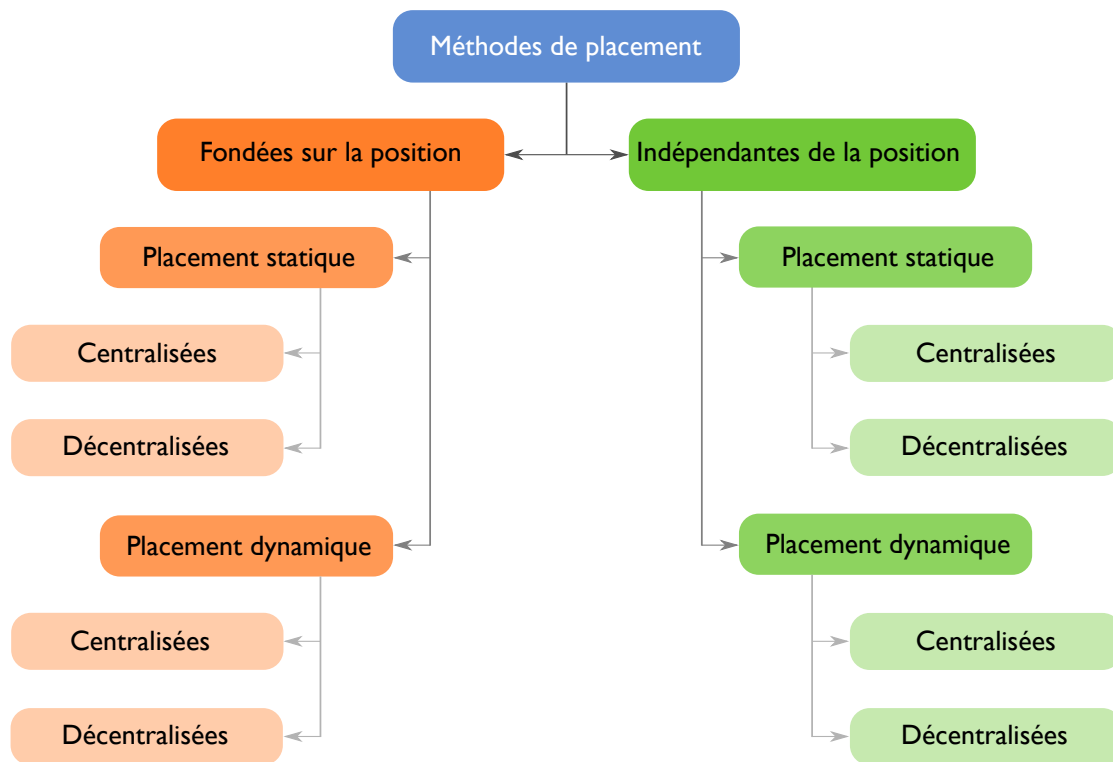 Méthodes de placement
Fondées sur la position
Indépendantes de la position
Placement statique
Placement statique
Centralisées
Centralisées
Décentralisées
Décentralisées
Placement dynamique
Placement dynamique
Centralisées
Centralisées
Décentralisées
Décentralisées